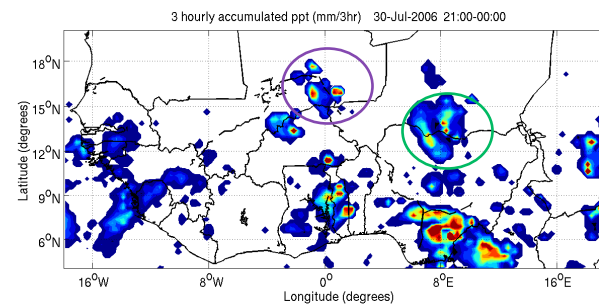 3 hourly accumulated ppt (mm/3hr) 30-Jul-2006 21:00-00:00
18°N
15°N
12°N
9°N
6°N
Latitude (degrees)
16°W 8°W 0° 8°E 16°E
Longitude (degrees)